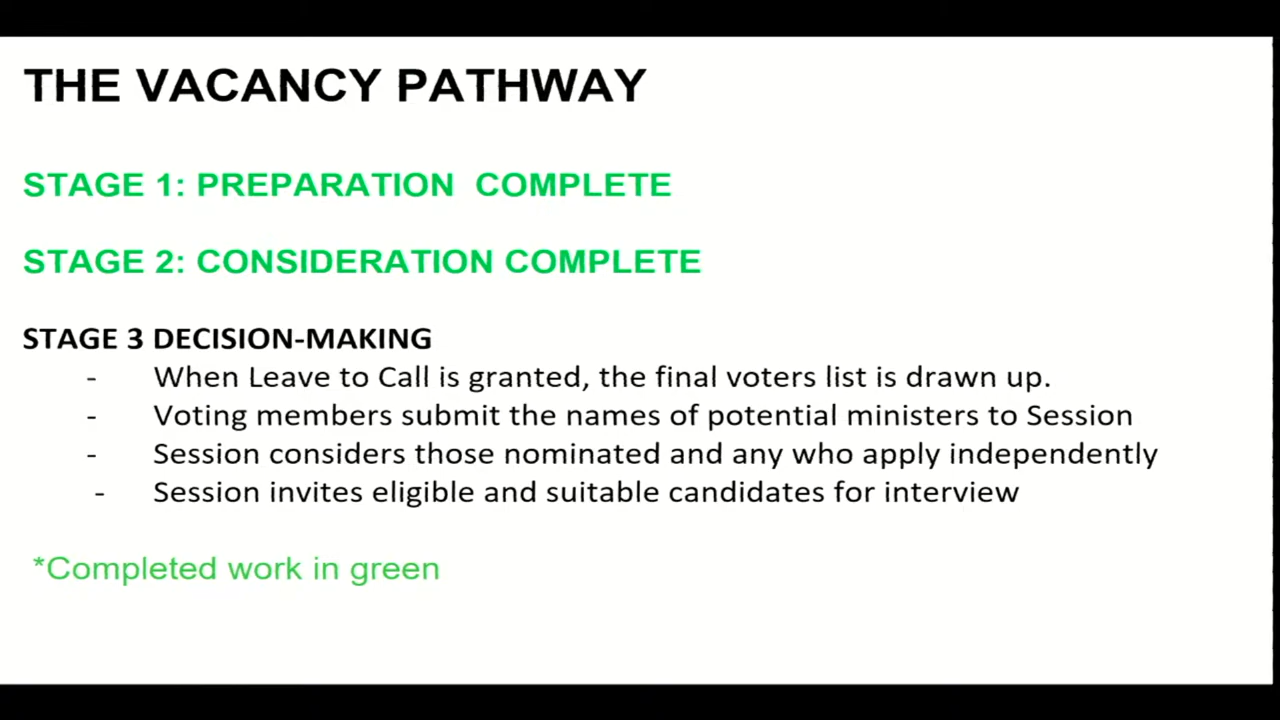 THE VACANCY PATHWAY
STAGE 1: PREPARATION COMPLETE
STAGE 2: CONSIDERATION COMPLETE
STAGE 3 DECISION-MAKING
- When Leave to Call is granted, the final voters list is drawn up.
- Voting members submit the names of potential ministers to Session
- Session considers those nominated and any who apply independently
- Session invites eligible and suitable candidates for interview
*Completed work in green